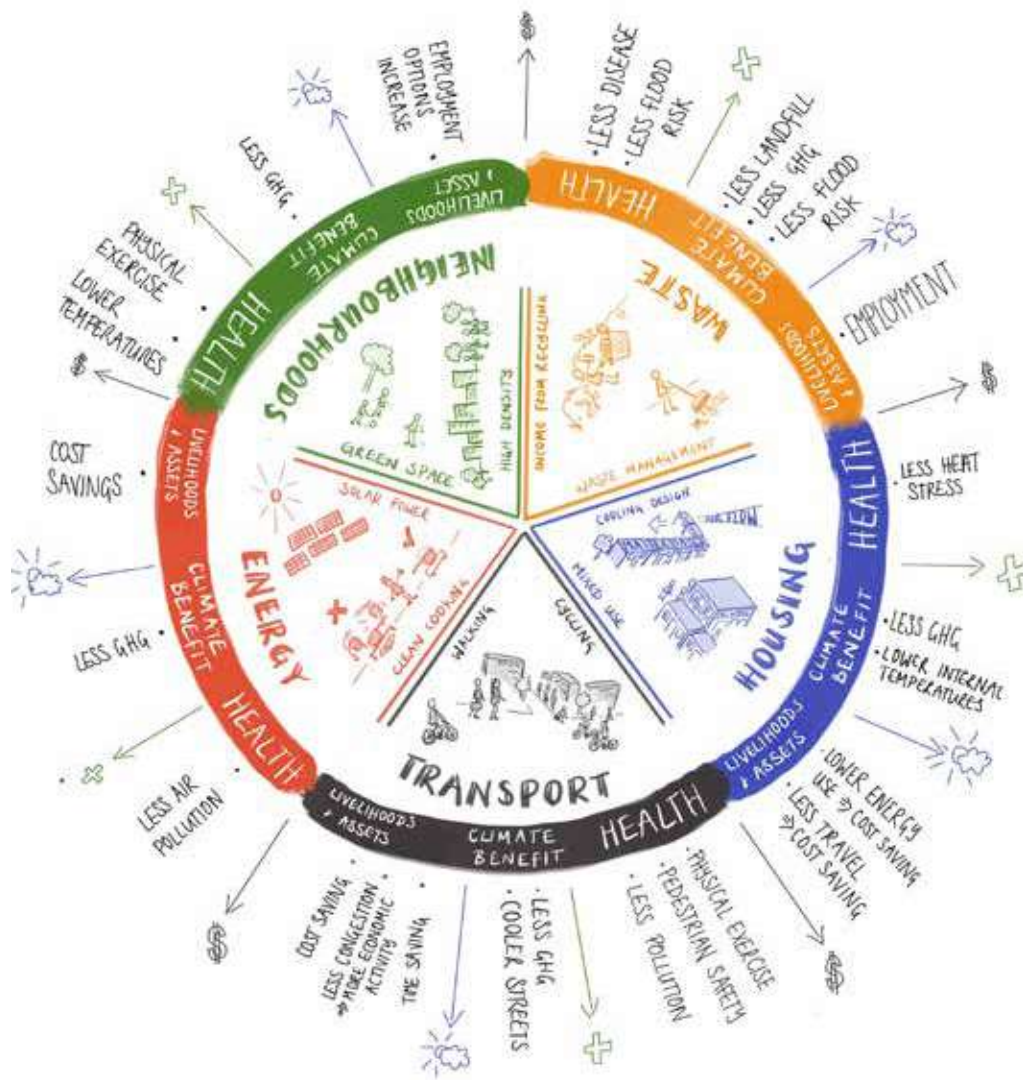 $
LESS DISEASE
LESS FLOOD
RISK
HEALTH
LESS LANDFILL
LESS GHG
LESS FLOOD
RISK
CLIMATE
BENEFIT
EMPLOYMENT
LIVELIHOODS
& ASSETS
WASTE
INCOME FROM RECYCLING
WASTE MANAGEMENT
$
HEALTH
LESS HEAT
STRESS
CLIMATE
BENEFIT
LESS GHG
LOWER INTERNAL
TEMPERATURES
LIVELIHOODS
& ASSETS
LOWER ENERGY
USE ⇒ COST SAVING
LESS TRAVEL
⇒ COST SAVING
HOUSING
COOLING DESIGN
AIR FLOW
MIXED USE
$
HEALTH
PHYSICAL EXERCISE
PEDESTRIAN SAFETY
LESS POLLUTION
CLIMATE
BENEFIT
LESS GHG
COOLER STREETS
LIVELIHOODS
& ASSETS
TIME SAVING
LESS CONGESTION
⇒ MORE ECONOMIC
ACTIVITY
COST SAVING
TRANSPORT
WALKING
CYCLING
$
HEALTH
LESS AIR
POLLUTION
CLIMATE
BENEFIT
LESS GHG
LIVELIHOODS
& ASSETS
COST
SAVINGS
ENERGY
SOLAR POWER
CLEAN COOKING
$
HEALTH
PHYSICAL
EXERCISE
LOWER
TEMPERATURES
CLIMATE
BENEFIT
LESS GHG
LIVELIHOODS
& ASSET
EMPLOYMENT
OPTIONS
INCREASE
NEIGHBOURHOODS
GREEN SPACE
HIGH DENSITY